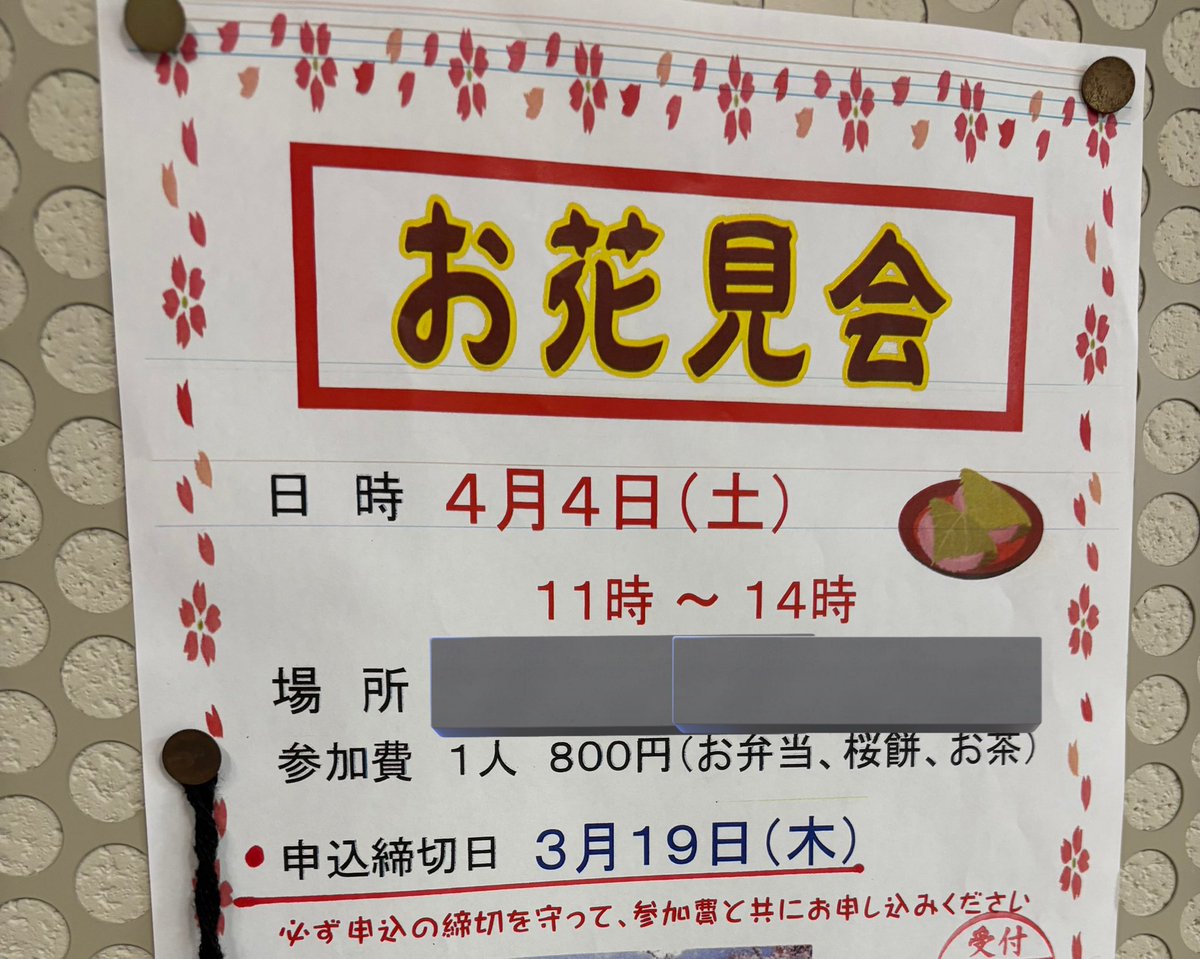 お花見会
日 時 4月4日(土)
11時 ～ 14時
場 所
参加費 1人 800円(お弁当、桜餅、お茶)
申込締切日 3月19日(木)
必ず申込の締切を守って、参加費と共にお申し込みください
受付